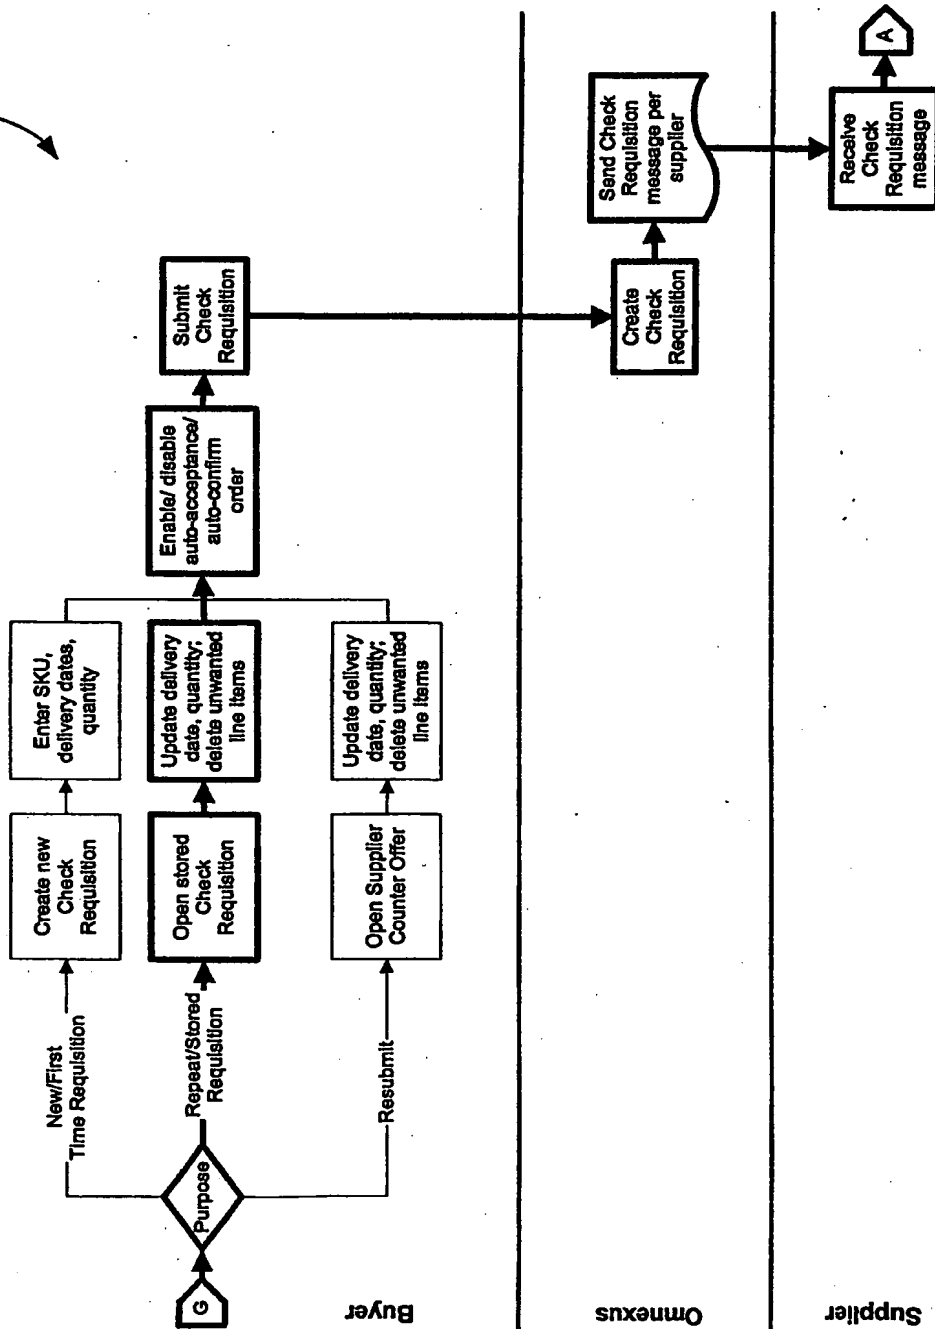 G
Purpose
New/First
Time Requisition
Create new
Check
Requisition
Enter SKU,
delivery dates,
quantity
Repeat/Stored
Requisition
Open stored
Check
Requisition
Update delivery
date, quantity;
delete unwanted
line items
Resubmit
Open Supplier
Counter Offer
Update delivery
date, quantity;
delete unwanted
line items
Enable/ disable
auto-acceptance/
auto-confirm
order
Submit
Check
Requisition
Buyer
Create
Check
Requisition
Send Check
Requisition
message per
supplier
Omnexus
Receive
Check
Requisition
message
A
Supplier